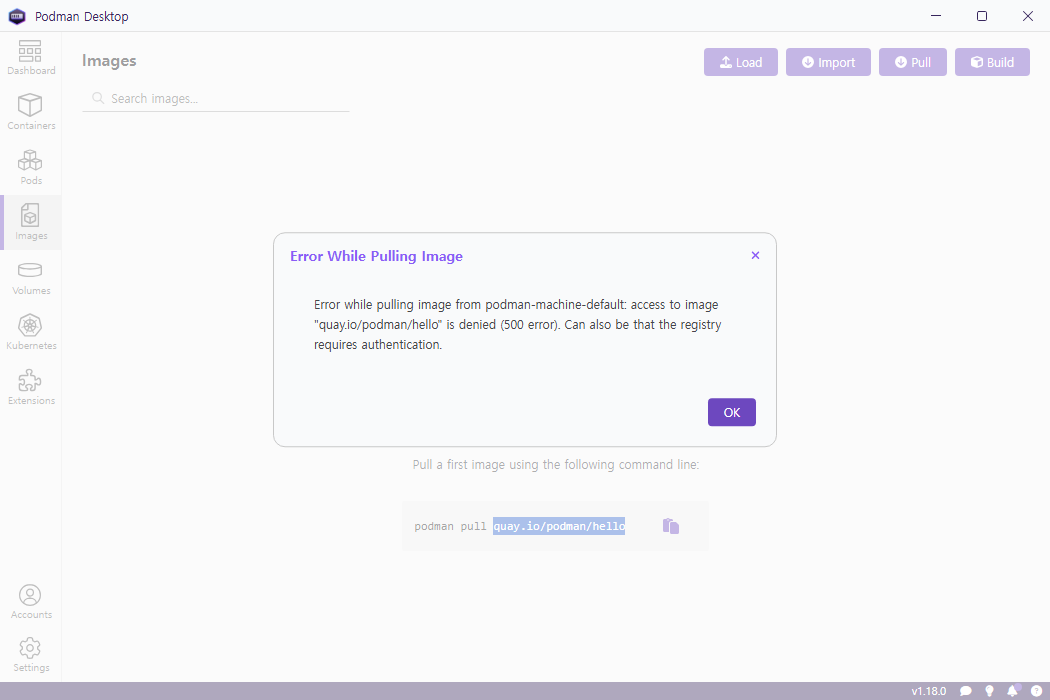 Podman Desktop
Dashboard
Containers
Pods
Images
Volumes
Kubernetes
Extensions
Accounts
Settings
Images
Load
Import
Pull
Build
Search images...
Error While Pulling Image
Error while pulling image from podman-machine-default: access to image
"quay.io/podman/hello" is denied (500 error). Can also be that the registry
requires authentication.
OK
Pull a first image using the following command line:
podman pull quay.io/podman/hello
v1.18.0